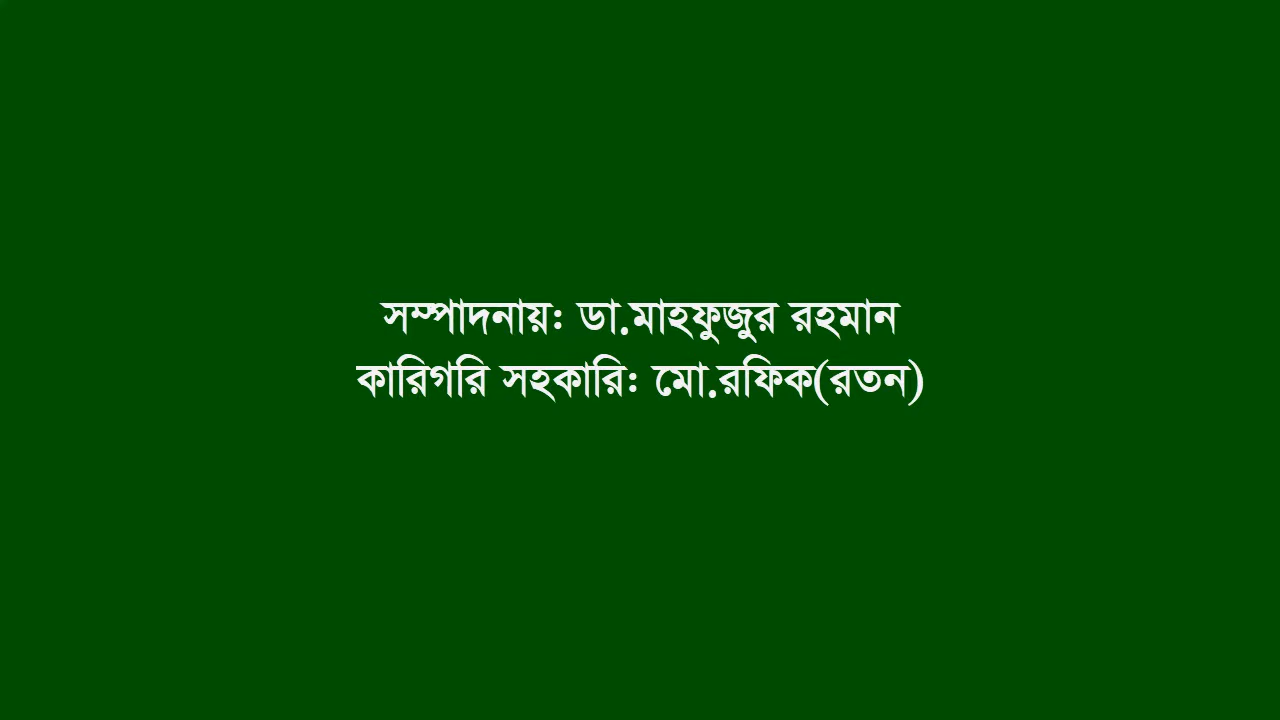 সম্পাদনায়ঃ ডা.মাহফুজুর রহমান
কারিগরি সহকারিঃ মো.রফিক(রতন)